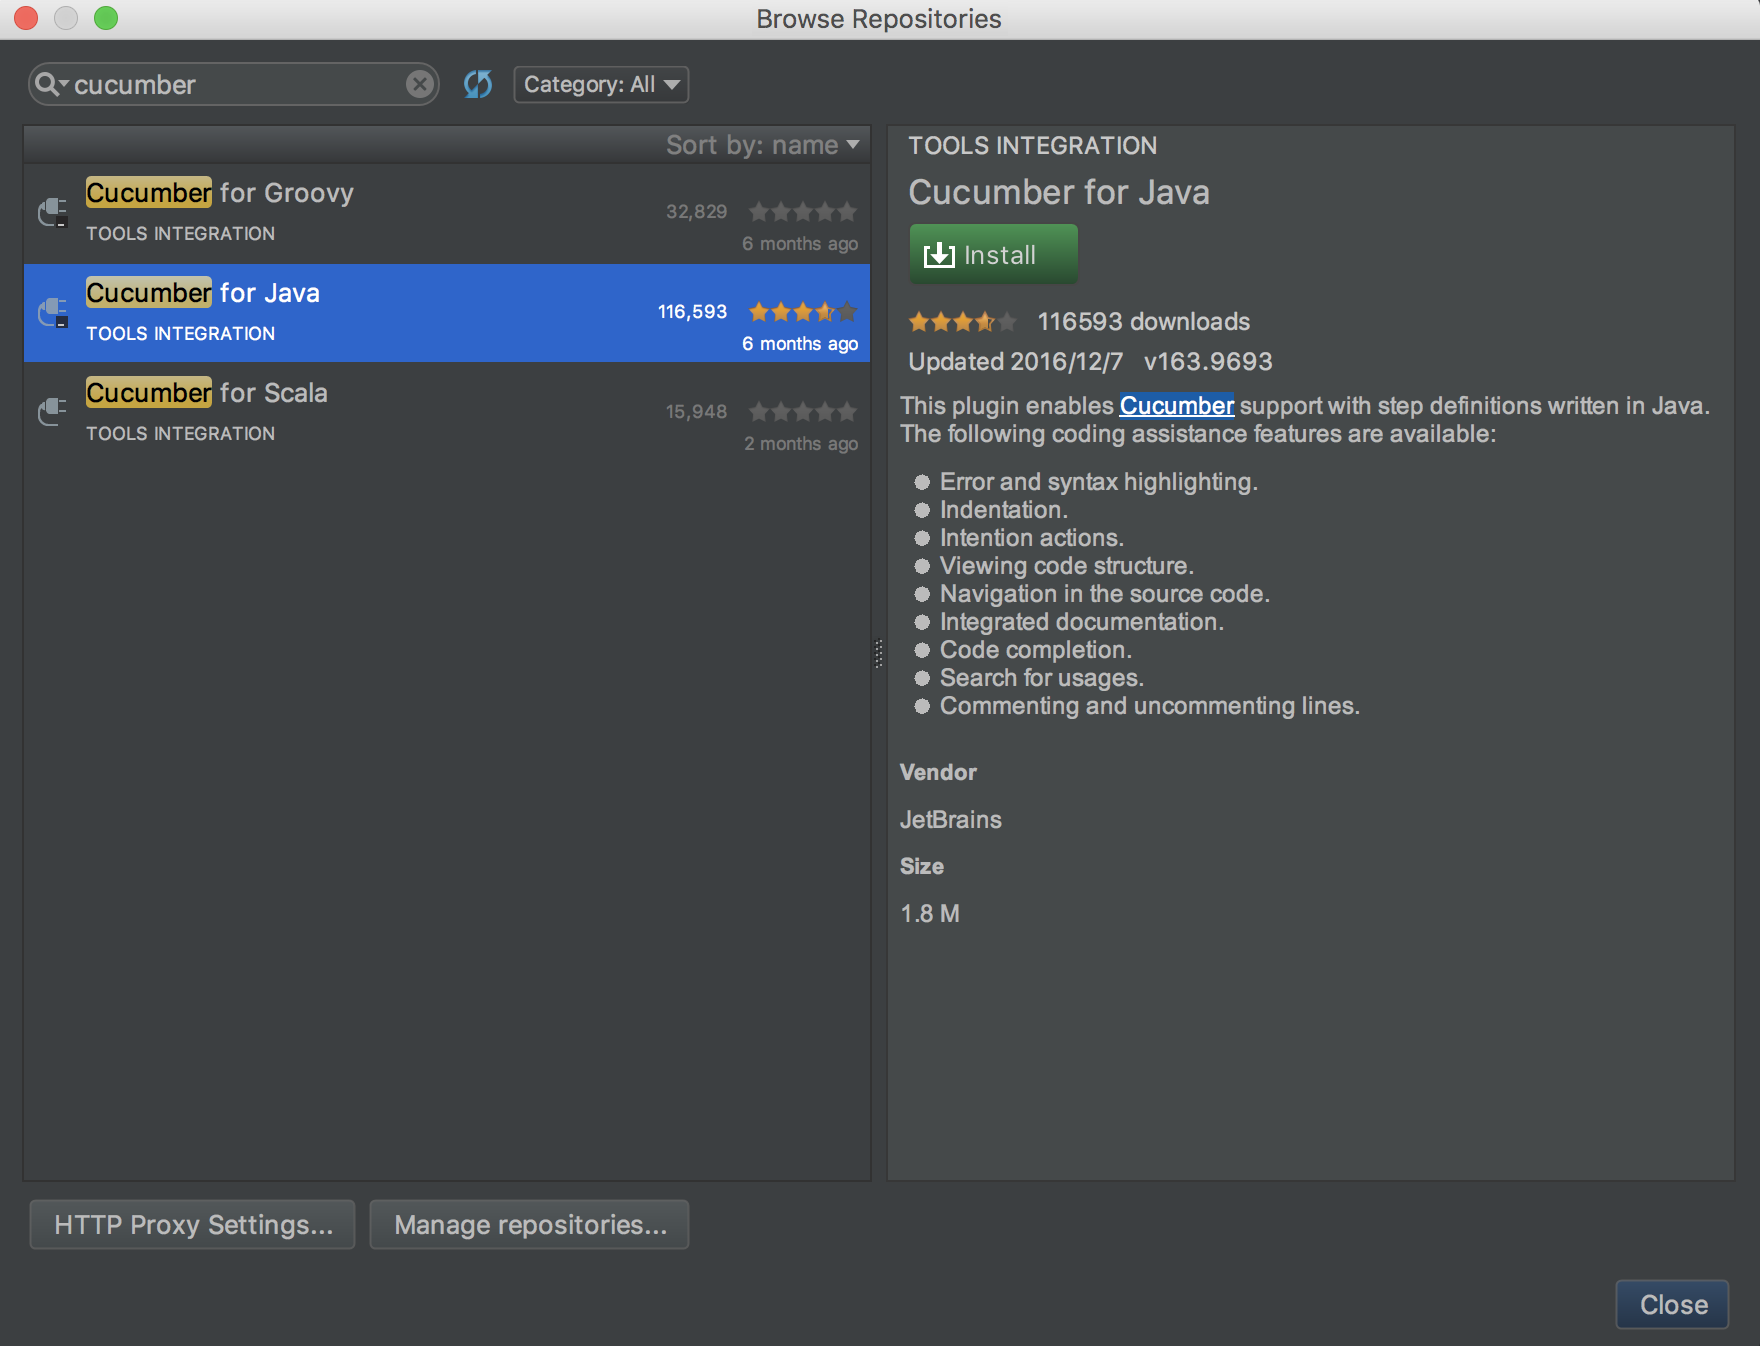 Browse Repositories
cucumber
Category: All
Sort by: name
Cucumber for Groovy
32,829
TOOLS INTEGRATION
6 months ago
Cucumber for Java
116,593
TOOLS INTEGRATION
6 months ago
Cucumber for Scala
15,948
TOOLS INTEGRATION
2 months ago
TOOLS INTEGRATION
Cucumber for Java
Install
116593 downloads
Updated 2016/12/7 v163.9693
This plugin enables Cucumber support with step definitions written in Java.
The following coding assistance features are available:
Error and syntax highlighting.
Indentation.
Intention actions.
Viewing code structure.
Navigation in the source code.
Integrated documentation.
Code completion.
Search for usages.
Commenting and uncommenting lines.
Vendor
JetBrains
Size
1.8 M
HTTP Proxy Settings...
Manage repositories...
Close